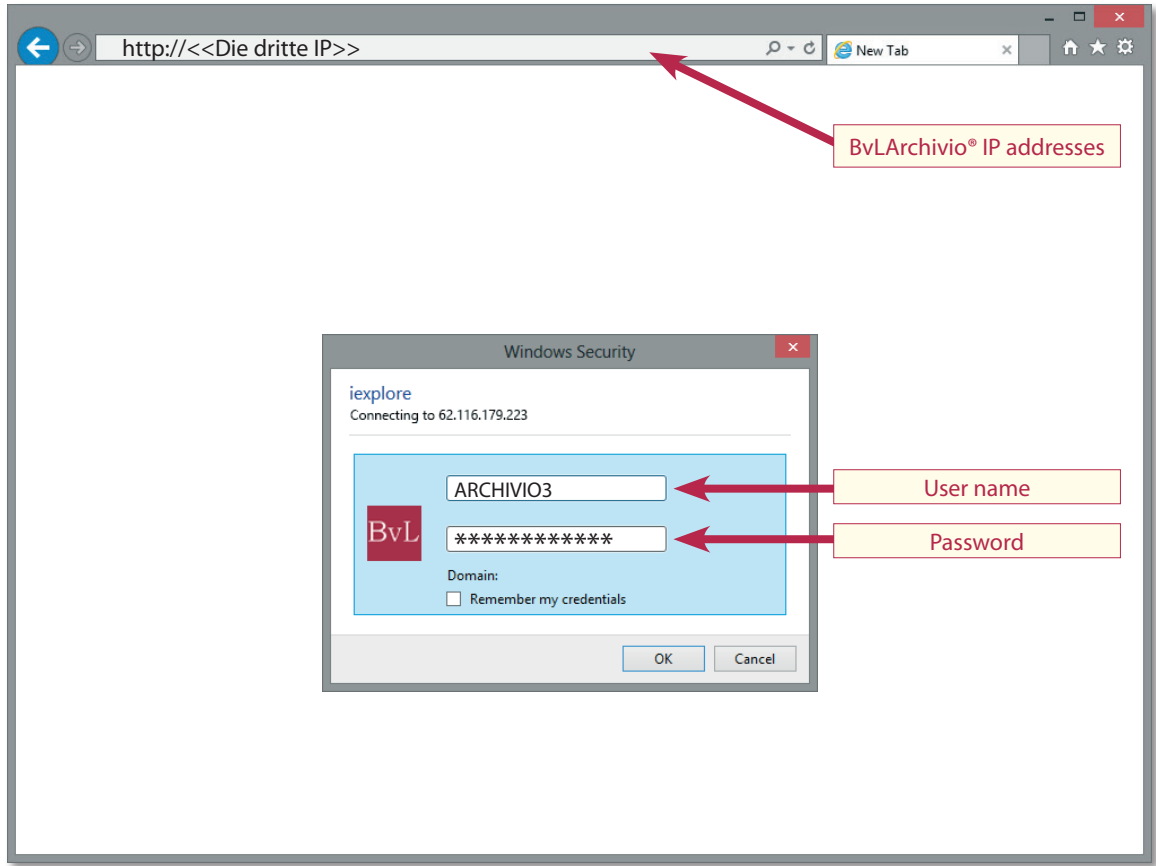 http://<<Die dritte IP>>
New Tab
BvLArchivio® IP addresses
Windows Security
iexplore
Connecting to 62.116.179.223
ARCHIVIO3
User name
BvL
************
Password
Domain:
Remember my credentials
OK Cancel